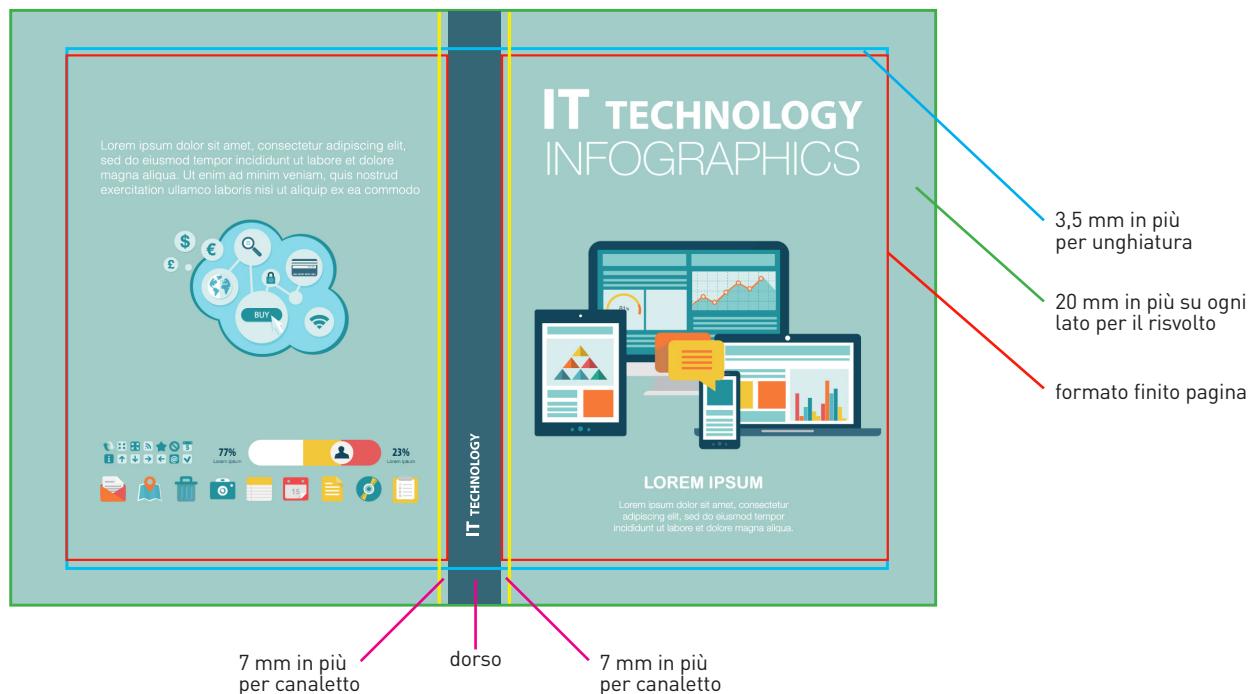 Lorem ipsum dolor sit amet, consectetur adipiscing elit,
sed do eiusmod tempor incididunt ut labore et dolore
magna aliqua. Ut enim ad minim veniam, quis nostrud
exercitation ullamco laboris nisi ut aliquip ex ea commodo
$
€
£
BUY
77%
Lorem ipsum
23%
Lorem ipsum
15
IT TECHNOLOGY
IT TECHNOLOGY
INFOGRAPHICS
LOREM IPSUM
Lorem ipsum dolor sit amet, consectetur
adipiscing elit, sed do eiusmod tempor
incididunt ut labore et dolore magna aliqua.
3,5 mm in più
per unghiatura
20 mm in più su ogni
lato per il risvolto
formato finito pagina
7 mm in più
per canaletto
dorso
7 mm in più
per canaletto